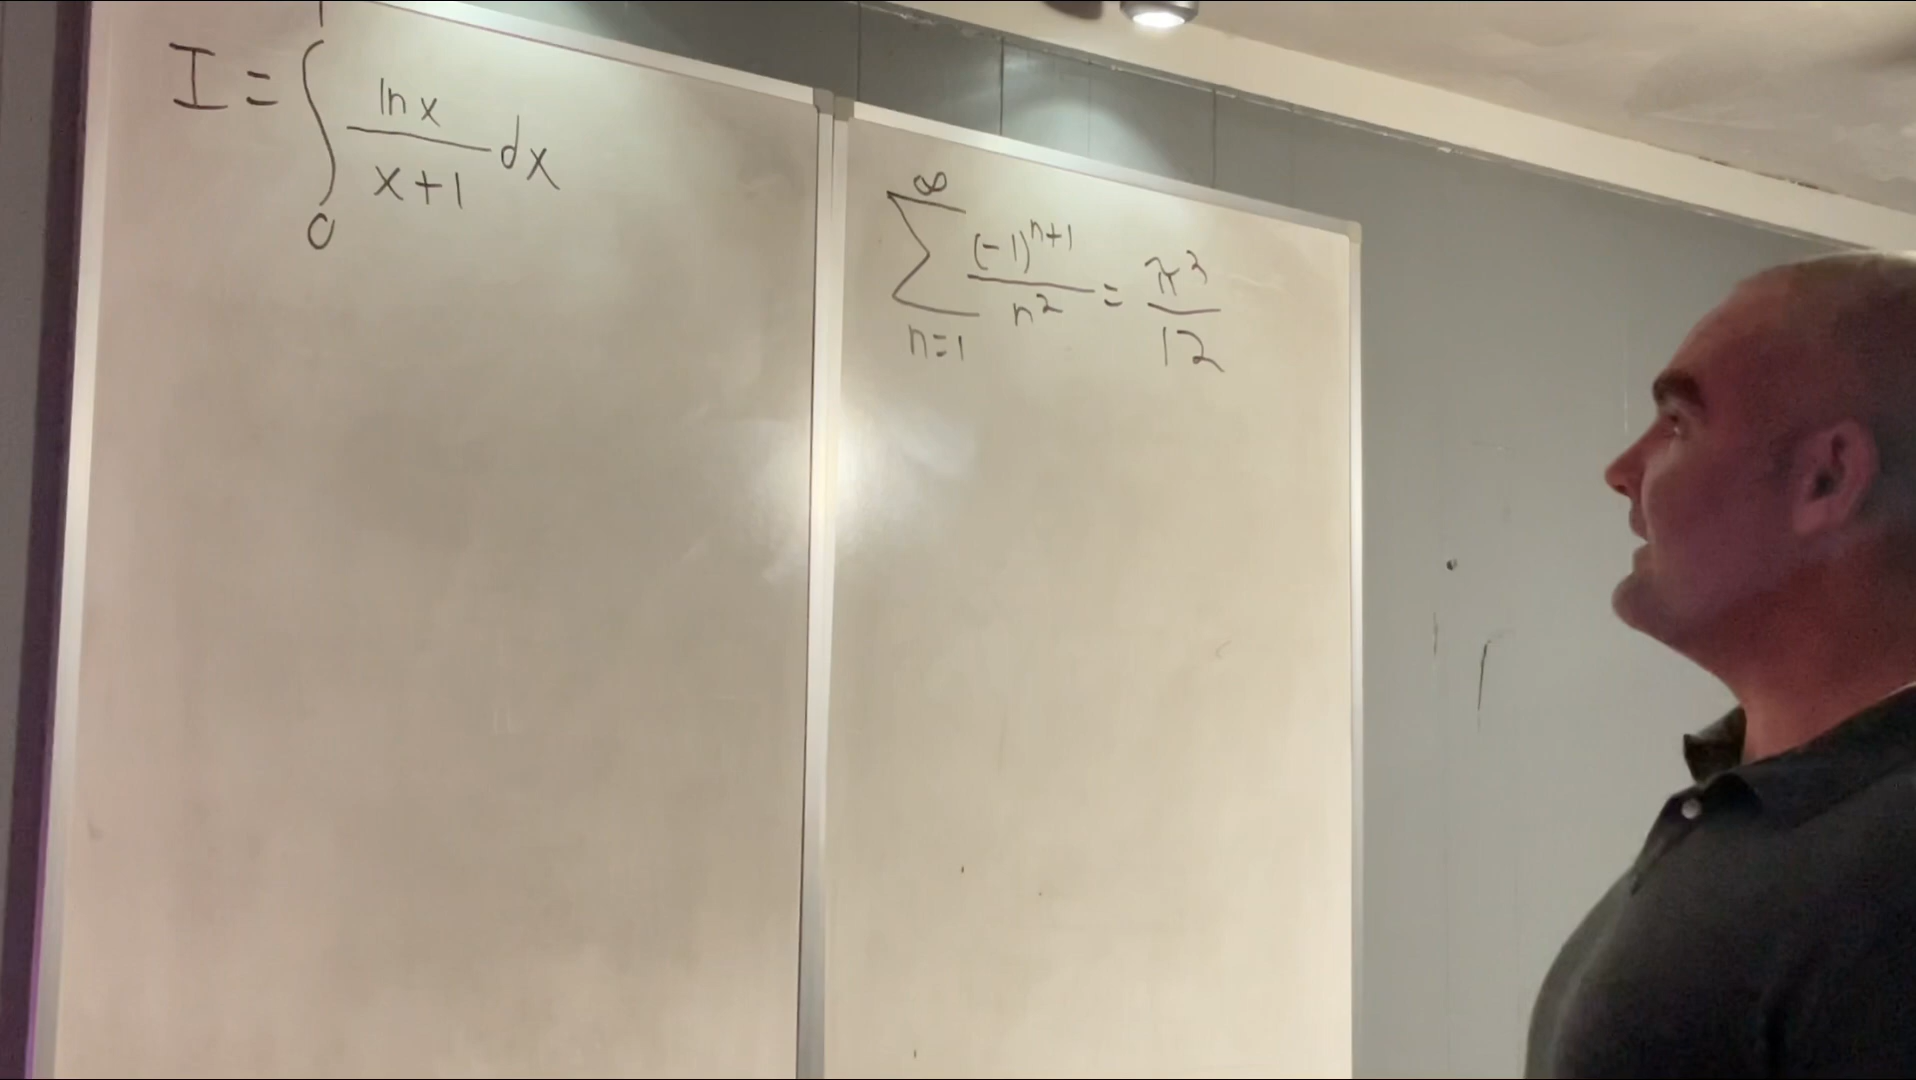 I = ∫₀¹ ln x / (x+1) dx
∑_{n=1}^{∞} (-1)^{n+1} / n² = π³ / 12